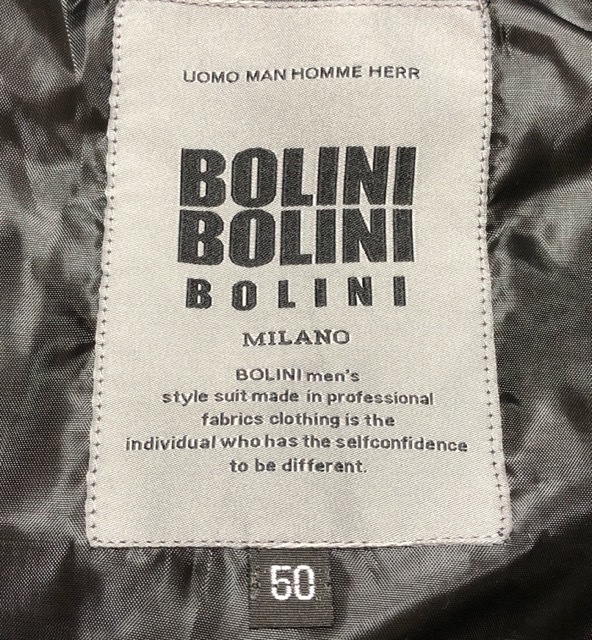 UOMO MAN HOMME HERR
BOLINI
BOLINI
BOLINI
MILANO
BOLINI men's
style suit made in professional
fabrics clothing is the
individual who has the selfconfidence
to be different.
50